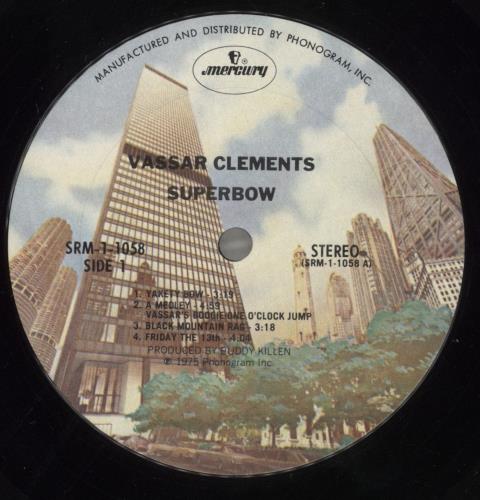 MANUFACTURED AND DISTRIBUTED BY PHONOGRAM, INC.
mercury
VASSAR CLEMENTS
SUPERBOW
SRM-1-1058
SIDE 1
STEREO
(SRM-1-1058 A)
1. YAKETY BOW - 3:19
2. A MEDLEY - 4:59
VASSAR'S BOOGIE/ONE O'CLOCK JUMP
3. BLACK MOUNTAIN RAG - 3:18
4. FRIDAY THE 13th - 4:04
PRODUCED BY BUDDY KILLEN
℗ 1975 Phonogram Inc.